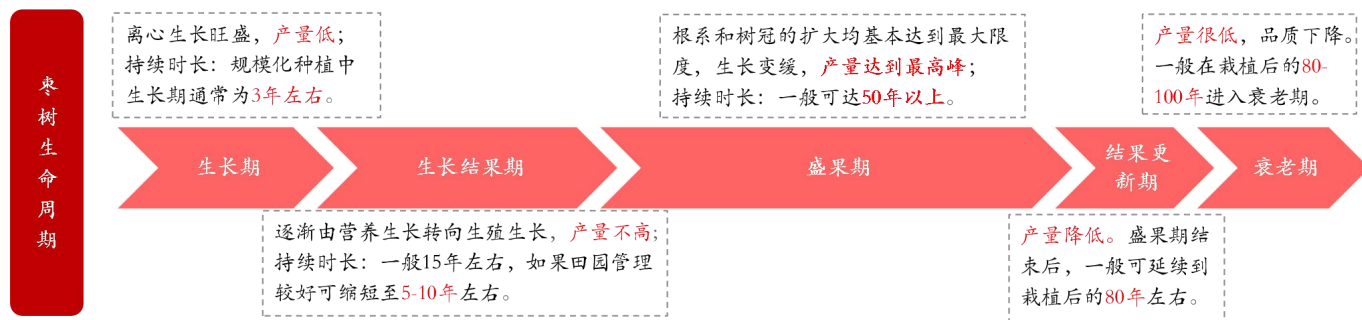 枣树生命周期
离心生长旺盛，产量低；
持续时长：规模化种植中
生长期通常为3年左右。
根系和树冠的扩大均基本达到最大限
度，生长变缓，产量达到最高峰；
持续时长：一般可达50年以上。
产量很低，品质下降。
一般在栽植后的80-
100年进入衰老期。
生长期
生长结果期
盛果期
结果更
新期
衰老期
逐渐由营养生长转向生殖生长，产量不高；
持续时长：一般15年左右，如果田园管理
较好可缩短至5-10年左右。
产量降低。盛果期结
束后，一般可延续到
栽植后的80年左右。